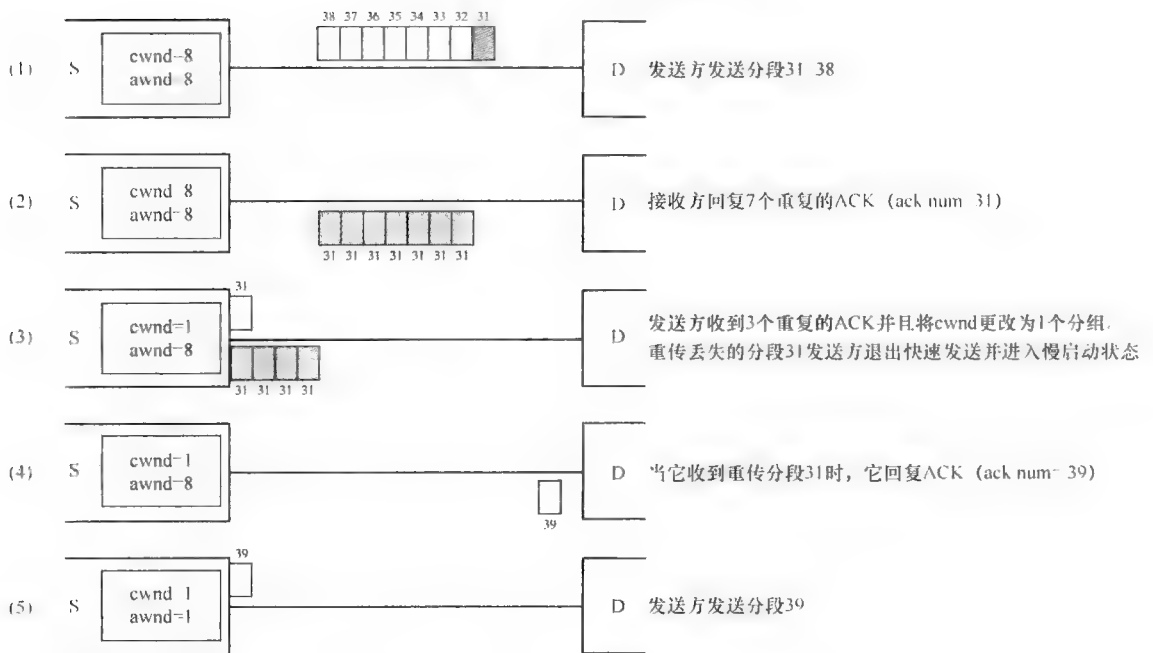 38 37 36 35 34 33 32 31
(1) S cwnd=8 D 发送方发送分段31 38
awnd=8
(2) S cwnd 8 D 接收方回复7个重复的ACK (ack num 31)
awnd=8
31 31 31 31 31 31 31
31
(3) S cwnd=1 D 发送方收到3个重复的ACK并且将cwnd更改为1个分组.
awnd=8 重传丢失的分段31发送方退出快速发送并进入慢启动状态
31 31 31 31
(4) S cwnd=1 D 当它收到重传分段31时，它回复ACK (ack num= 39)
awnd=8
39
39
(5) S cwnd 1 D 发送方发送分段39
awnd=1